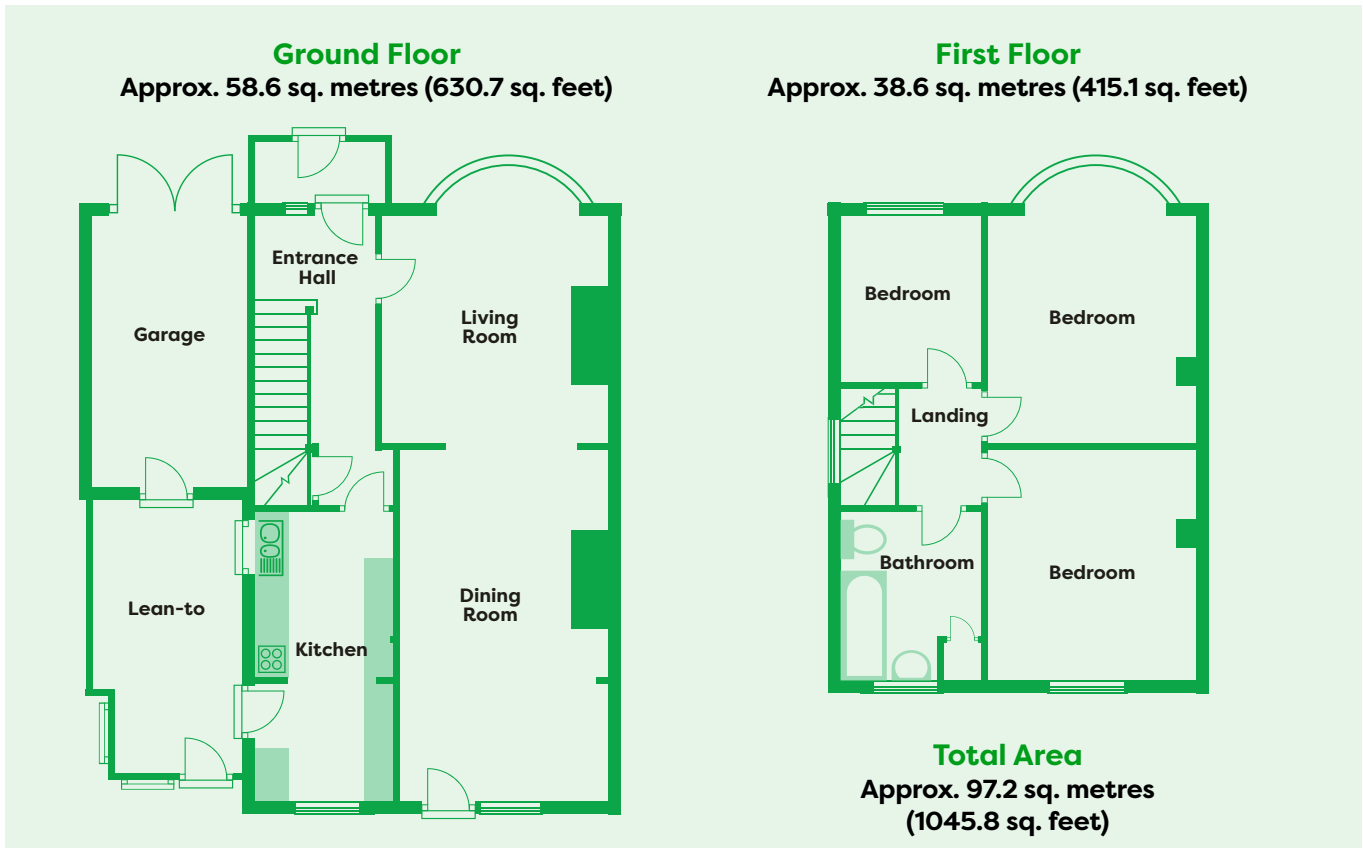 Ground Floor
Approx. 58.6 sq. metres (630.7 sq. feet)
Entrance
Hall
Garage
Living
Room
Lean-to
Kitchen
Dining
Room
First Floor
Approx. 38.6 sq. metres (415.1 sq. feet)
Bedroom
Bedroom
Landing
Bathroom
Bedroom
Total Area
Approx. 97.2 sq. metres
(1045.8 sq. feet)